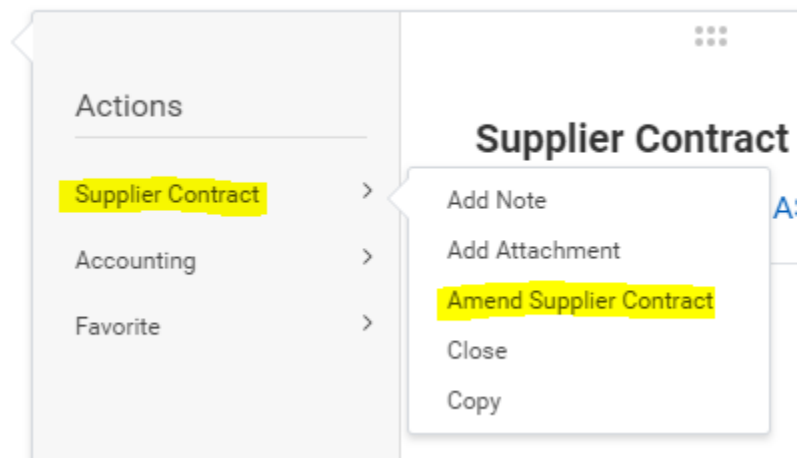 Actions
Supplier Contract
Supplier Contract
Add Note
Add Attachment
Accounting
Amend Supplier Contract
Favorite
Close
Copy